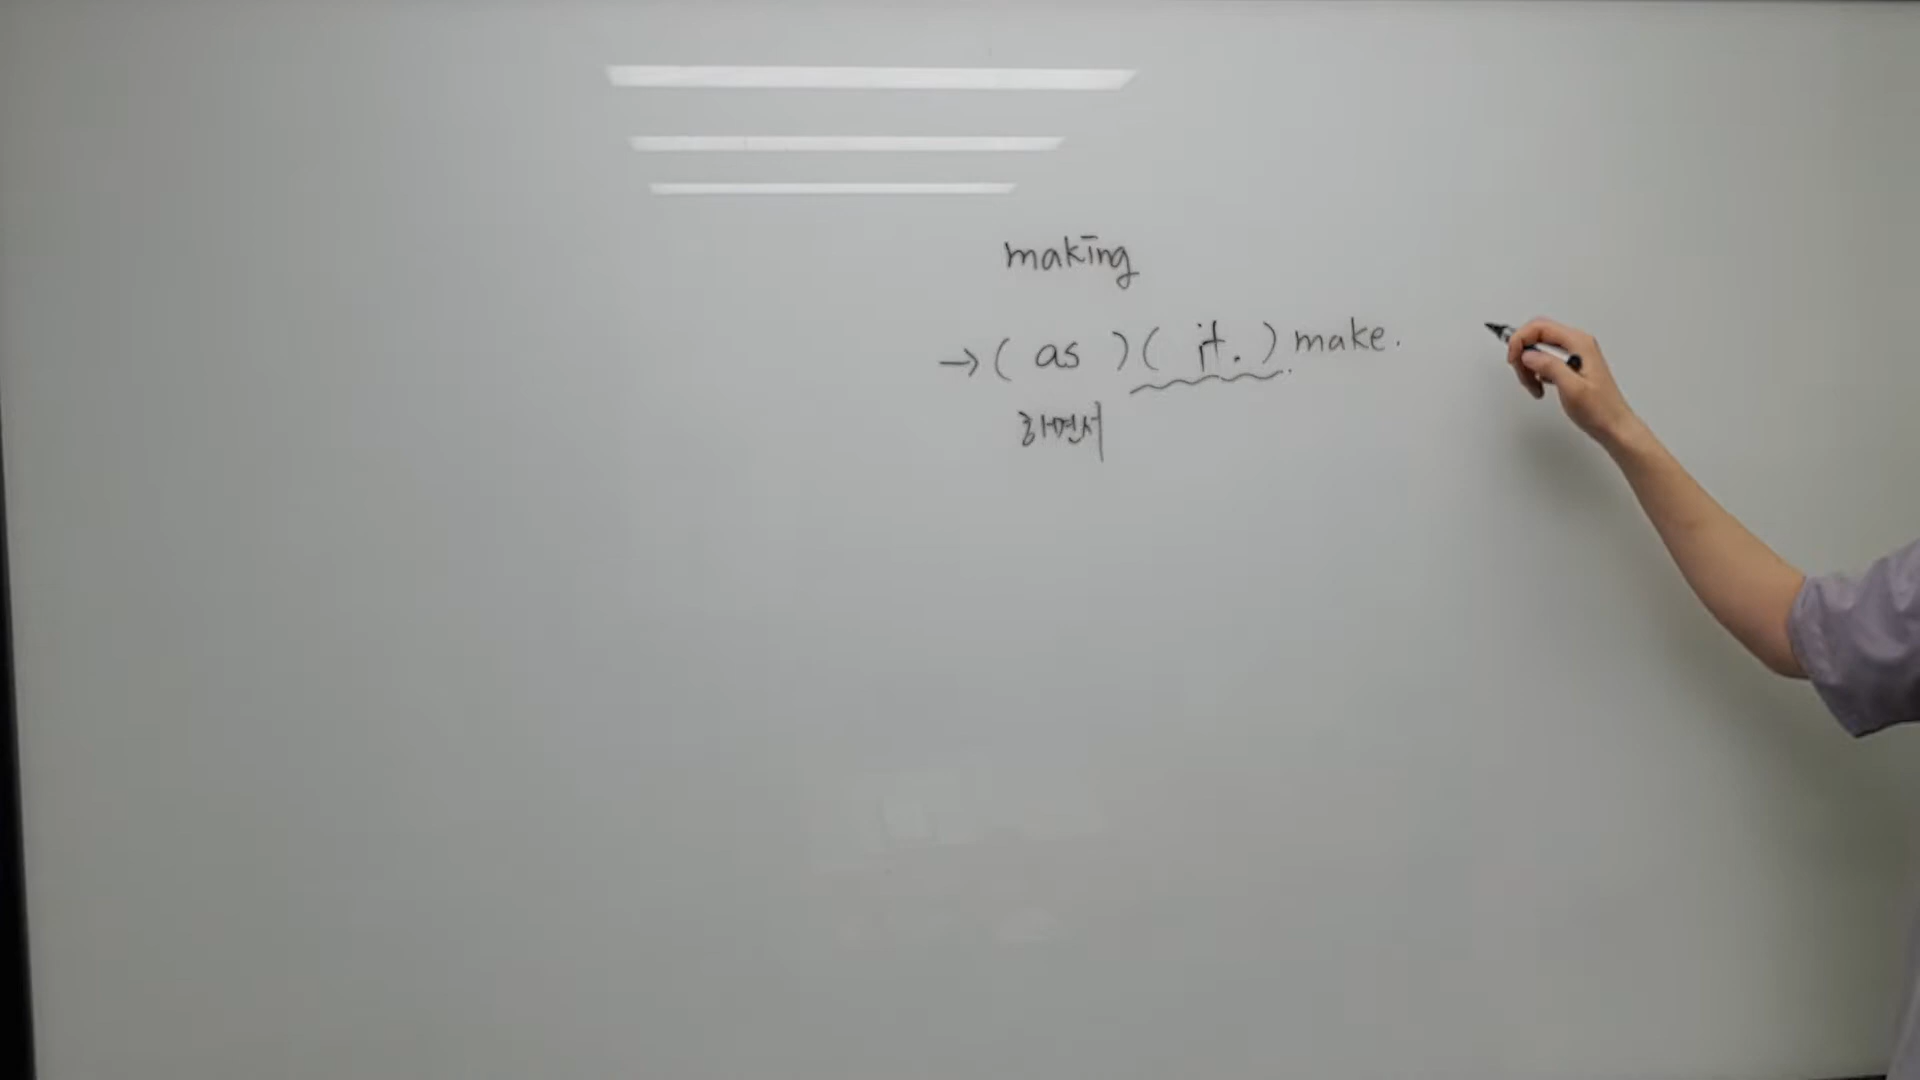 making
→( as )( it. ) make.
하면서